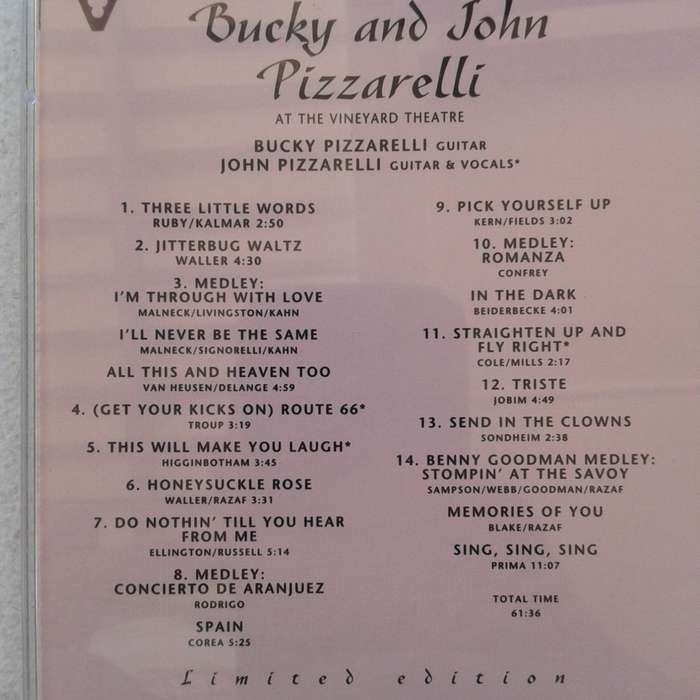 Bucky and John
Pizzarelli
AT THE VINEYARD THEATRE
BUCKY PIZZARELLI GUITAR
JOHN PIZZARELLI GUITAR & VOCALS*
1. THREE LITTLE WORDS
RUBY/KALMAR 2:50
2. JITTERBUG WALTZ
WALLER 4:30
3. MEDLEY:
I'M THROUGH WITH LOVE
MALNECK/LIVINGSTON/KAHN
I'LL NEVER BE THE SAME
MALNECK/SIGNORELLI/KAHN
ALL THIS AND HEAVEN TOO
VAN HEUSEN/DELANGE 4:59
4. (GET YOUR KICKS ON) ROUTE 66*
TROUP 3:19
5. THIS WILL MAKE YOU LAUGH*
HIGGINBOTHAM 3:45
6. HONEYSUCKLE ROSE
WALLER/RAZAF 3:31
7. DO NOTHIN' TILL YOU HEAR
FROM ME
ELLINGTON/RUSSELL 5:14
8. MEDLEY:
CONCIERTO DE ARANJUEZ
RODRIGO
SPAIN
COREA 5:25
9. PICK YOURSELF UP
KERN/FIELDS 3:02
10. MEDLEY:
ROMANZA
CONFREY
IN THE DARK
BEIDERBECKE 4:01
11. STRAIGHTEN UP AND
FLY RIGHT*
COLE/MILLS 2:17
12. TRISTE
JOBIM 4:49
13. SEND IN THE CLOWNS
SONDHEIM 2:38
14. BENNY GOODMAN MEDLEY:
STOMPIN' AT THE SAVOY
SAMPSON/WEBB/GOODMAN/RAZAF
MEMORIES OF YOU
BLAKE/RAZAF
SING, SING, SING
PRIMA 11:07
TOTAL TIME
61:36
Limited edition